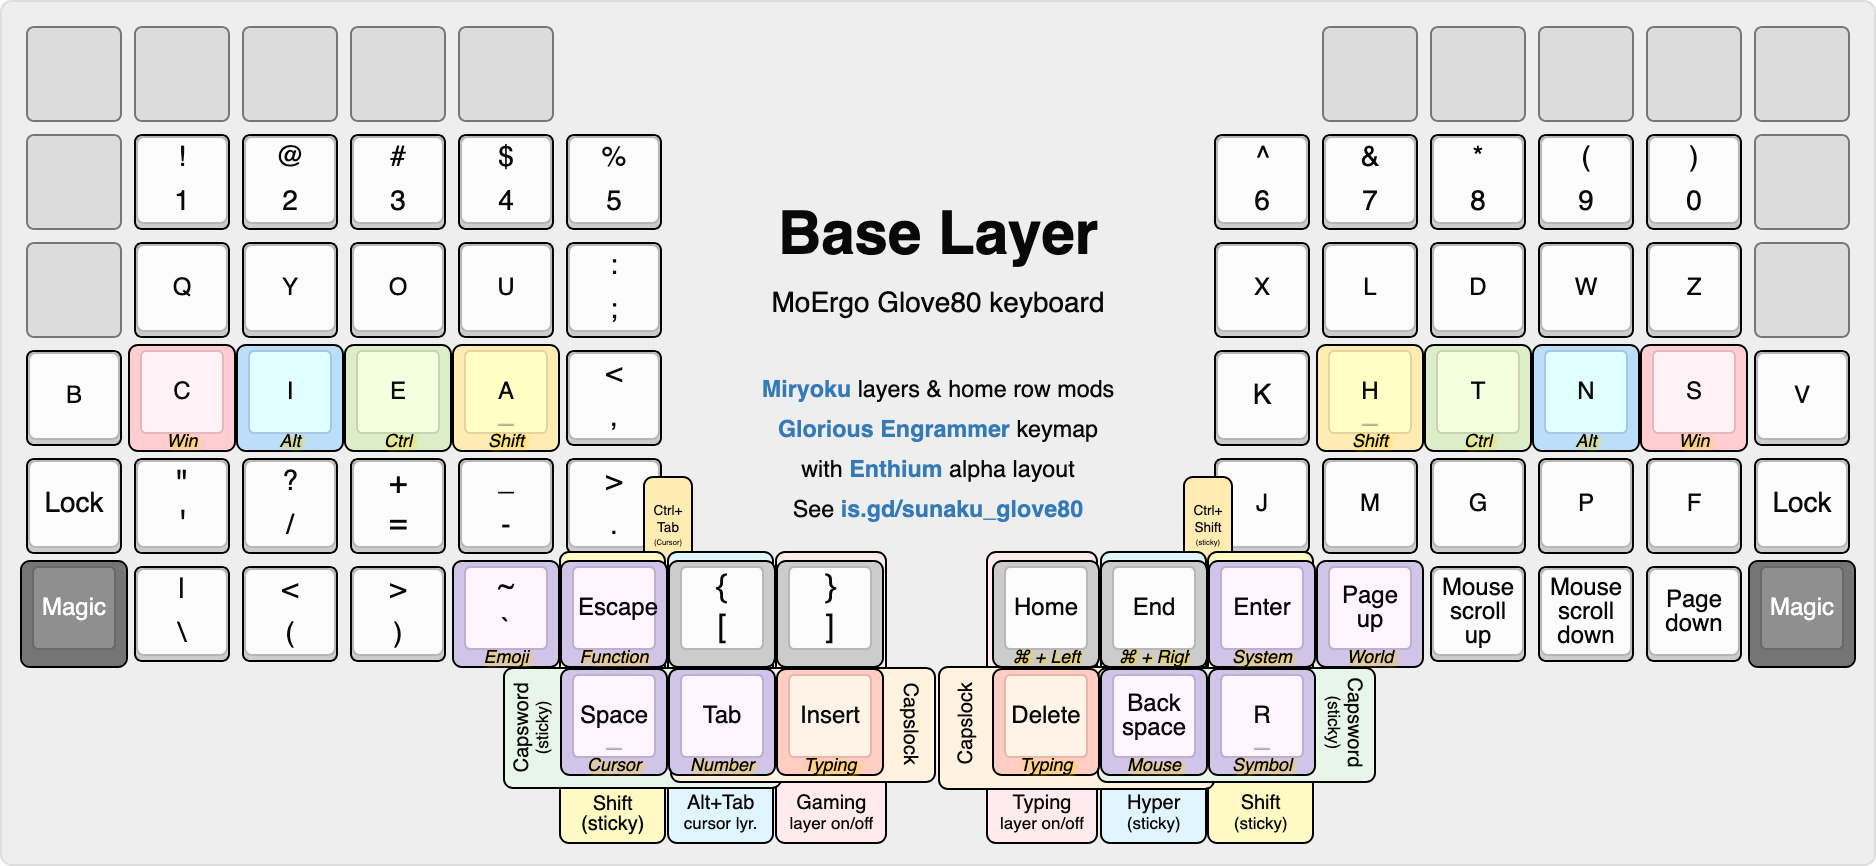 ! @ # $ % ^ & * ( )
1 2 3 4 5 6 7 8 9 0
Base Layer
MoErgo Glove80 keyboard
Q Y O U : ; X L D W Z
B C I E A < , K H T N S V
_ _
Win Alt Ctrl Shift Shift Ctrl Alt Win
Miryoku layers & home row mods
Glorious Engrammer keymap
with Enthium alpha layout
See is.gd/sunaku_glove80
" ? + _ >
Lock ' / = - . J M G P F Lock
Ctrl+
Tab
(Cursor)
Ctrl+
Shift
(sticky)
| < > ~ { }
Magic \ ( ) ` Escape [ ]
Emoji Function
Home End Enter Page
up
Mouse
scroll
up
Mouse
scroll
down
Page
down
Magic
⌘ + Left ⌘ + Righ System World
Capsword
(sticky)
Space Tab Insert
_
Cursor Number Typing
Capslock
Capslock
Delete Back
space
R
_
Typing Mouse Symbol
Capsword
(sticky)
Shift
(sticky)
Alt+Tab
cursor lyr.
Gaming
layer on/off
Typing
layer on/off
Hyper
(sticky)
Shift
(sticky)